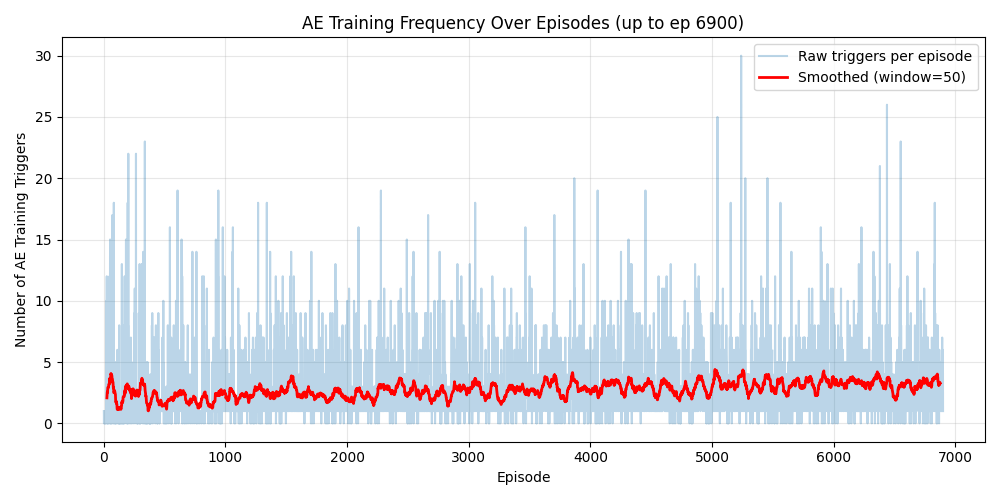 AE Training Frequency Over Episodes (up to ep 6900)
Raw triggers per episode
Smoothed (window=50)
Number of AE Training Triggers
30
25
20
15
10
5
0
0 1000 2000 3000 4000 5000 6000 7000
Episode